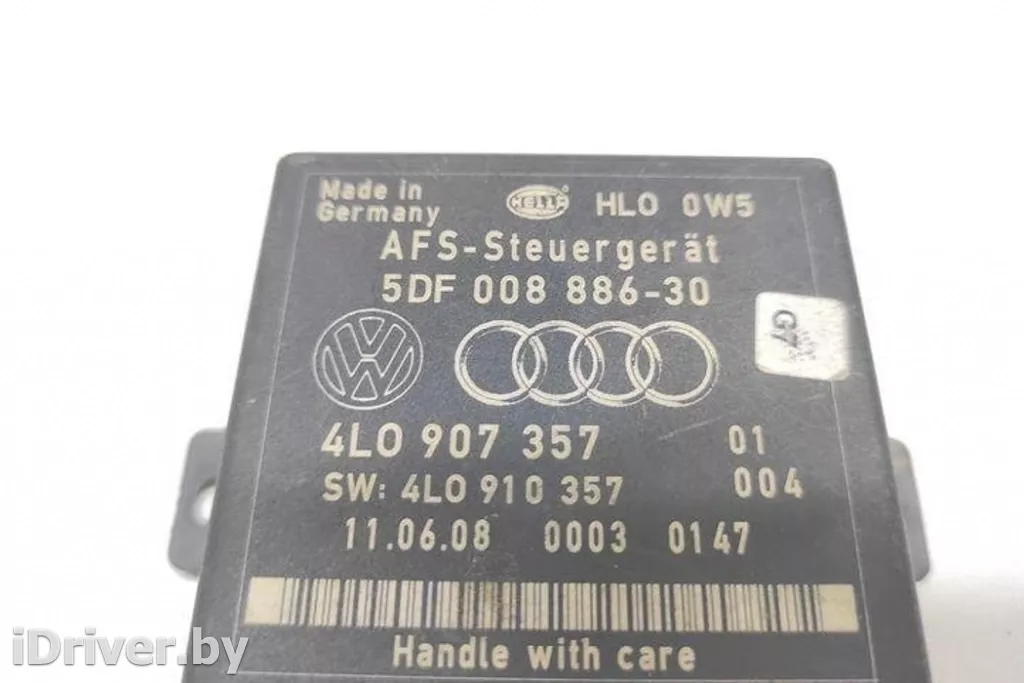 Made in
Germany
HELLA
HLO 0W5
AFS-Steuergerät
5DF 008 886-30
4L0 907 357 01
SW: 4L0 910 357 004
11.06.08 0003 0147
Handle with care
G7
iDriver.by